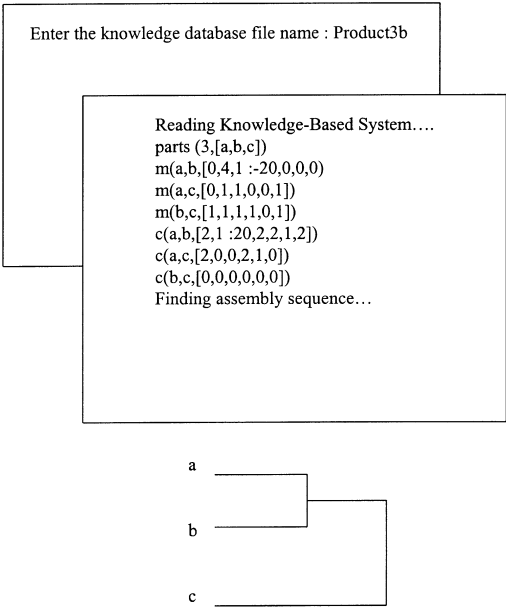 Enter the knowledge database file name : Product3b
Reading Knowledge-Based System….
parts (3,[a,b,c])
m(a,b,[0,4,1 :-20,0,0,0)
m(a,c,[0,1,1,0,0,1])
m(b,c,[1,1,1,1,0,1])
c(a,b,[2,1 :20,2,2,1,2])
c(a,c,[2,0,0,2,1,0])
c(b,c,[0,0,0,0,0,0])
Finding assembly sequence…
a
b
c